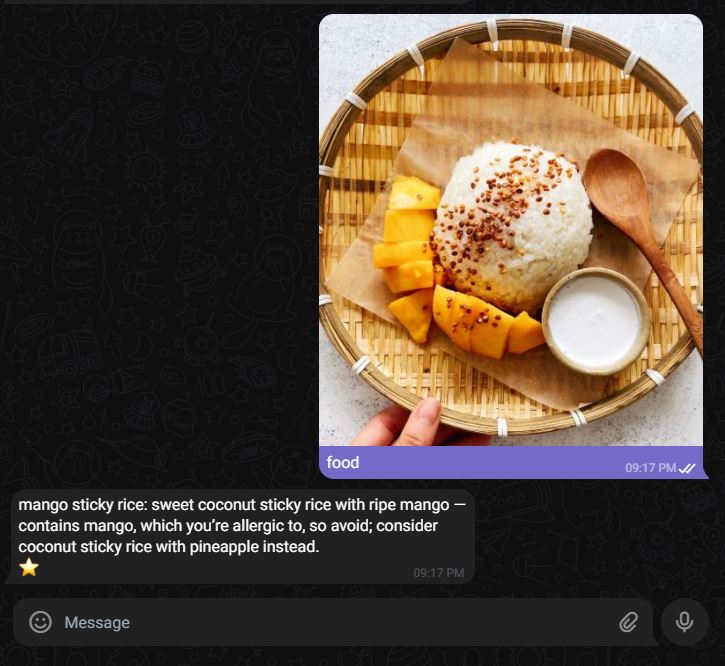 food
09:17 PM
mango sticky rice: sweet coconut sticky rice with ripe mango —
contains mango, which you’re allergic to, so avoid; consider
coconut sticky rice with pineapple instead.
09:17 PM
Message